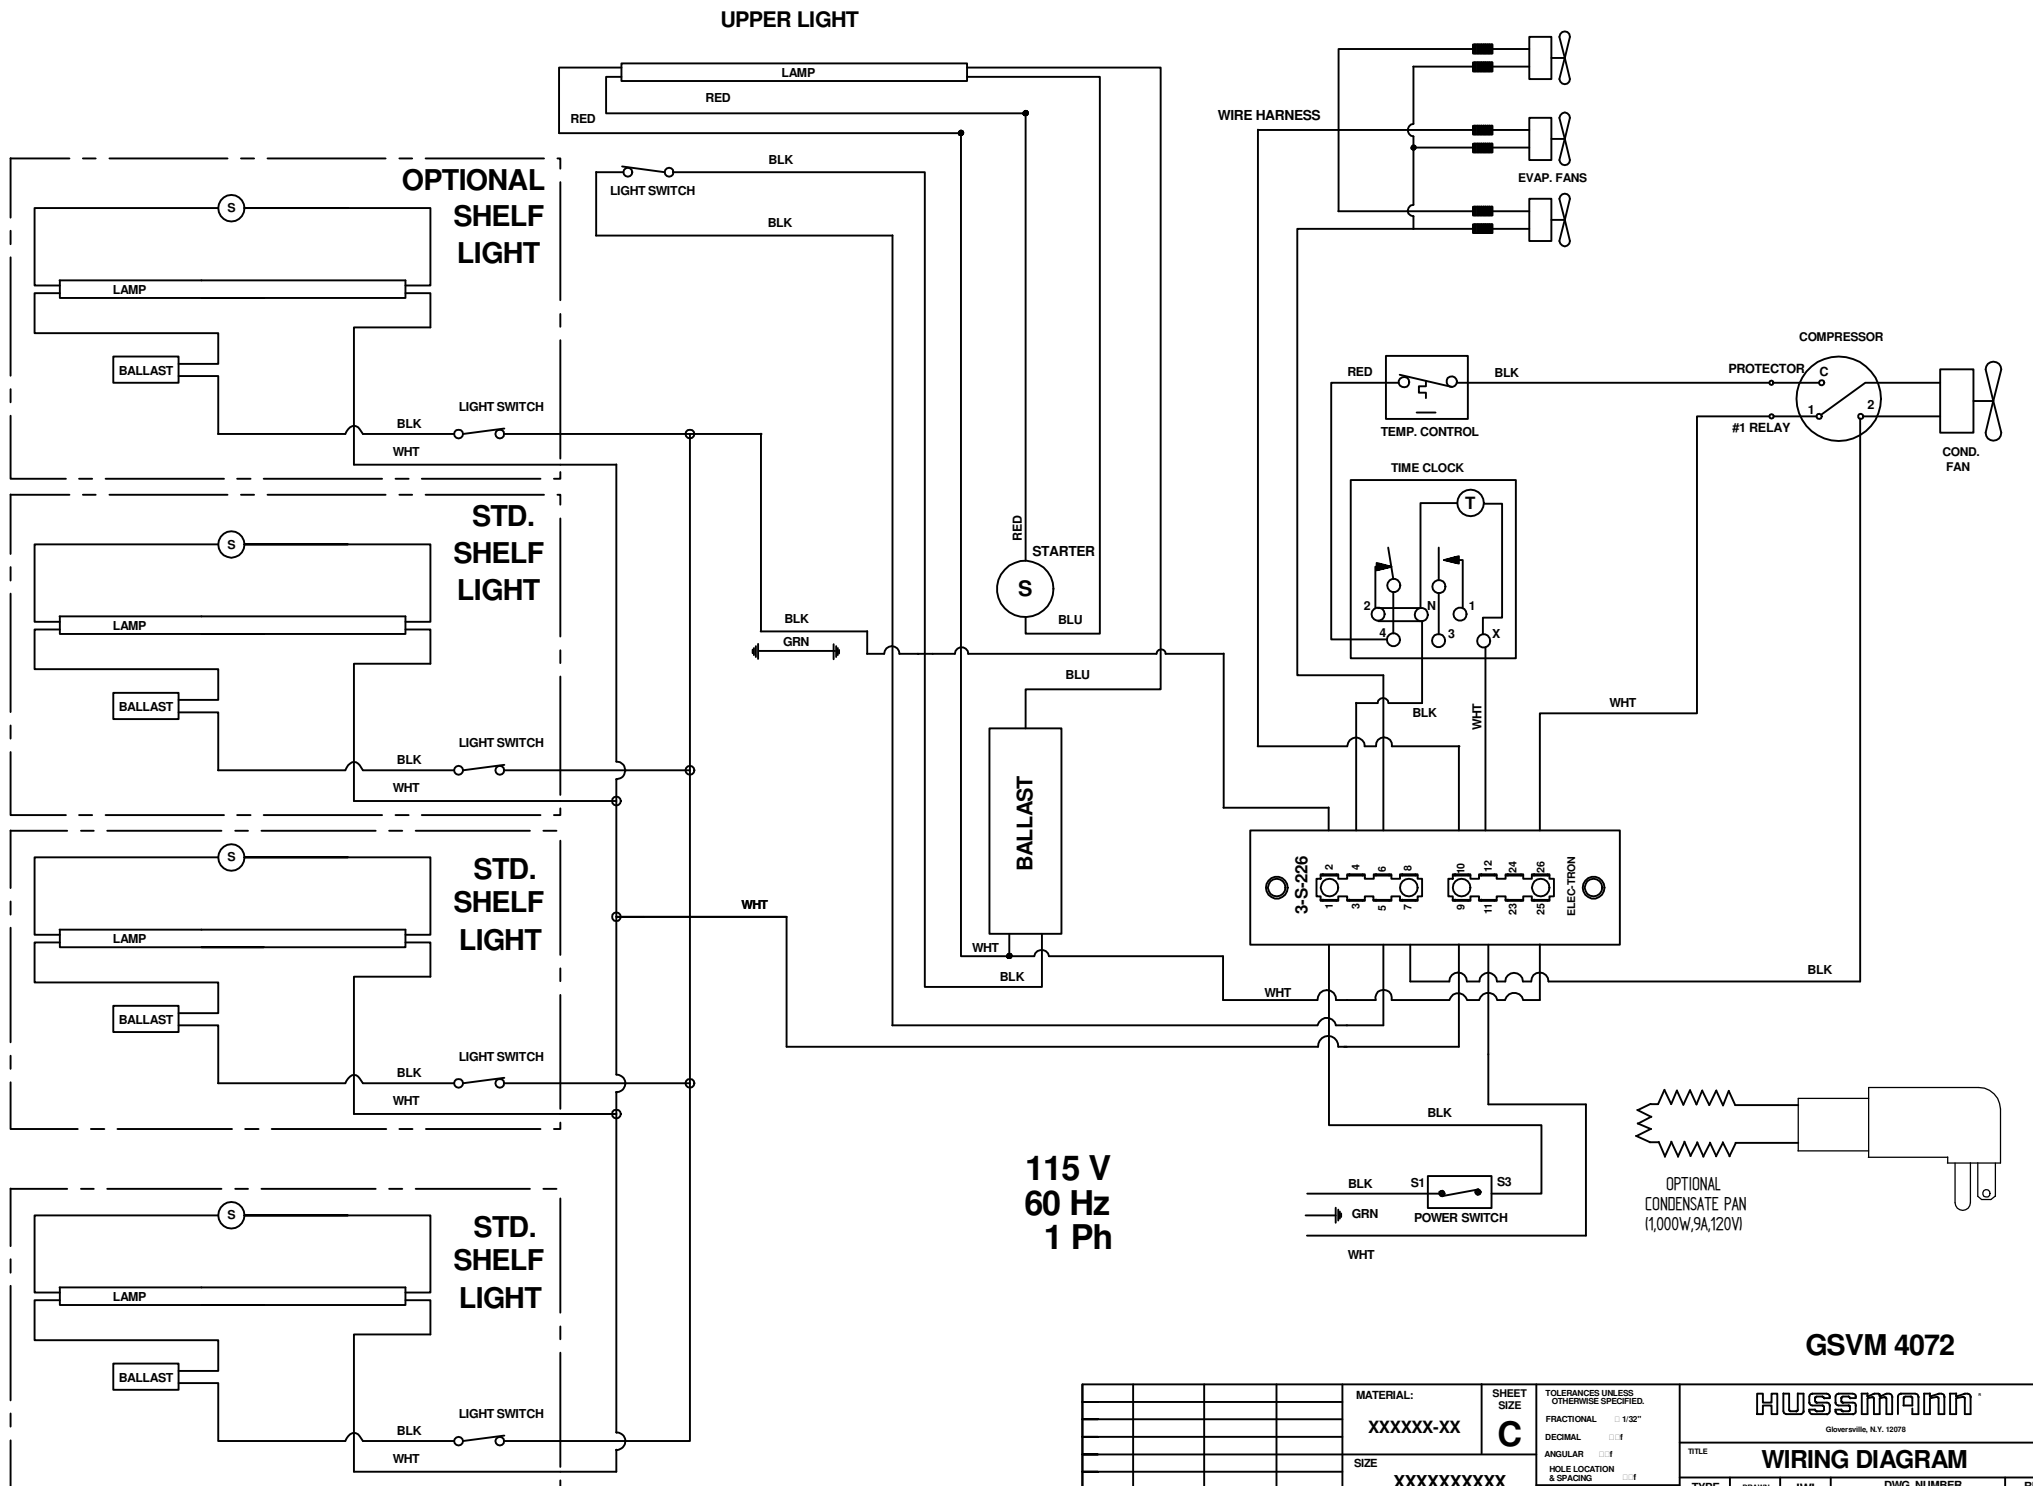 UPPER LIGHT
LAMP
RED
RED
BLK
LIGHT SWITCH
BLK
OPTIONAL
SHELF
LIGHT
S
LAMP
BALLAST
LIGHT SWITCH
BLK
WHT
STD.
SHELF
LIGHT
S
LAMP
BALLAST
LIGHT SWITCH
BLK
WHT
STD.
SHELF
LIGHT
S
LAMP
BALLAST
LIGHT SWITCH
BLK
WHT
STD.
SHELF
LIGHT
S
LAMP
BALLAST
LIGHT SWITCH
BLK
WHT
BLK
GRN
WHT
RED
STARTER
S
BLU
BLU
BALLAST
WHT
BLK
WHT
WIRE HARNESS
EVAP. FANS
COMPRESSOR
PROTECTOR
C
1
2
#1 RELAY
COND.
FAN
RED
BLK
TEMP. CONTROL
TIME CLOCK
T
2
N
1
4
3
X
BLK
WHT
WHT
3-S-226
2 4 6 8 10 12 24 26
1 3 5 7 9 11 23 25
ELEC-TRON
BLK
BLK
BLK
S1
S3
GRN
POWER SWITCH
WHT
115 V
60 Hz
1 Ph
OPTIONAL
CONDENSATE PAN
(1,000W,9A,120V)
GSVM 4072
MATERIAL:
XXXXXX-XX
SIZE
XXXXXXXXXX
SHEET
SIZE
C
TOLERANCES UNLESS
OTHERWISE SPECIFIED.
FRACTIONAL 1/32"
DECIMAL
ANGULAR
HOLE LOCATION
& SPACING
HUSSMANN
Gloversville, N.Y. 12078
TITLE
WIRING DIAGRAM
TYPE
DWG. NUMBER